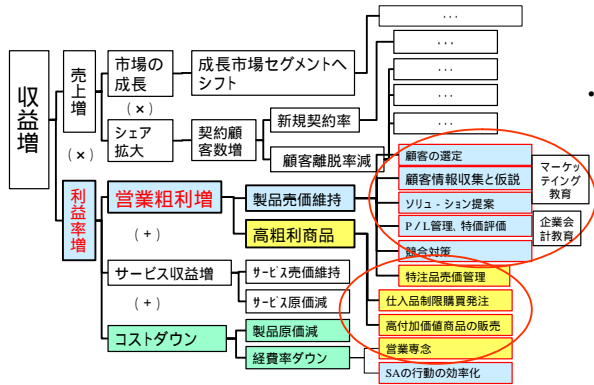 収益増
売上増
(×)
利益率増
市場の
成長
(×)
シェア
拡大
営業粗利増
(+)
サービス収益増
(+)
コストダウン
成長市場セグメントへ
シフト
契約顧客
数増
新規契約率
顧客離脱率減
製品売価維持
高粗利商品
サービス売価維持
サービス原価減
製品原価減
経費率ダウン
...
...
...
...
...
顧客の選定
顧客情報収集と仮説
ソリュ-ション提案
P/L管理、特価評価
競合対策
特注品売価管理
仕入品制限購買発注
高付加価値商品の販売
営業専念
SAの行動の効率化
マーケッ
テイング
教育
企業会
計教育
•